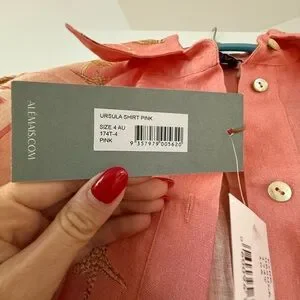 ALEMAIS.COM
URSULA SHIRT PINK
SIZE:4 AU
174T-4
PINK
9 357979 005620